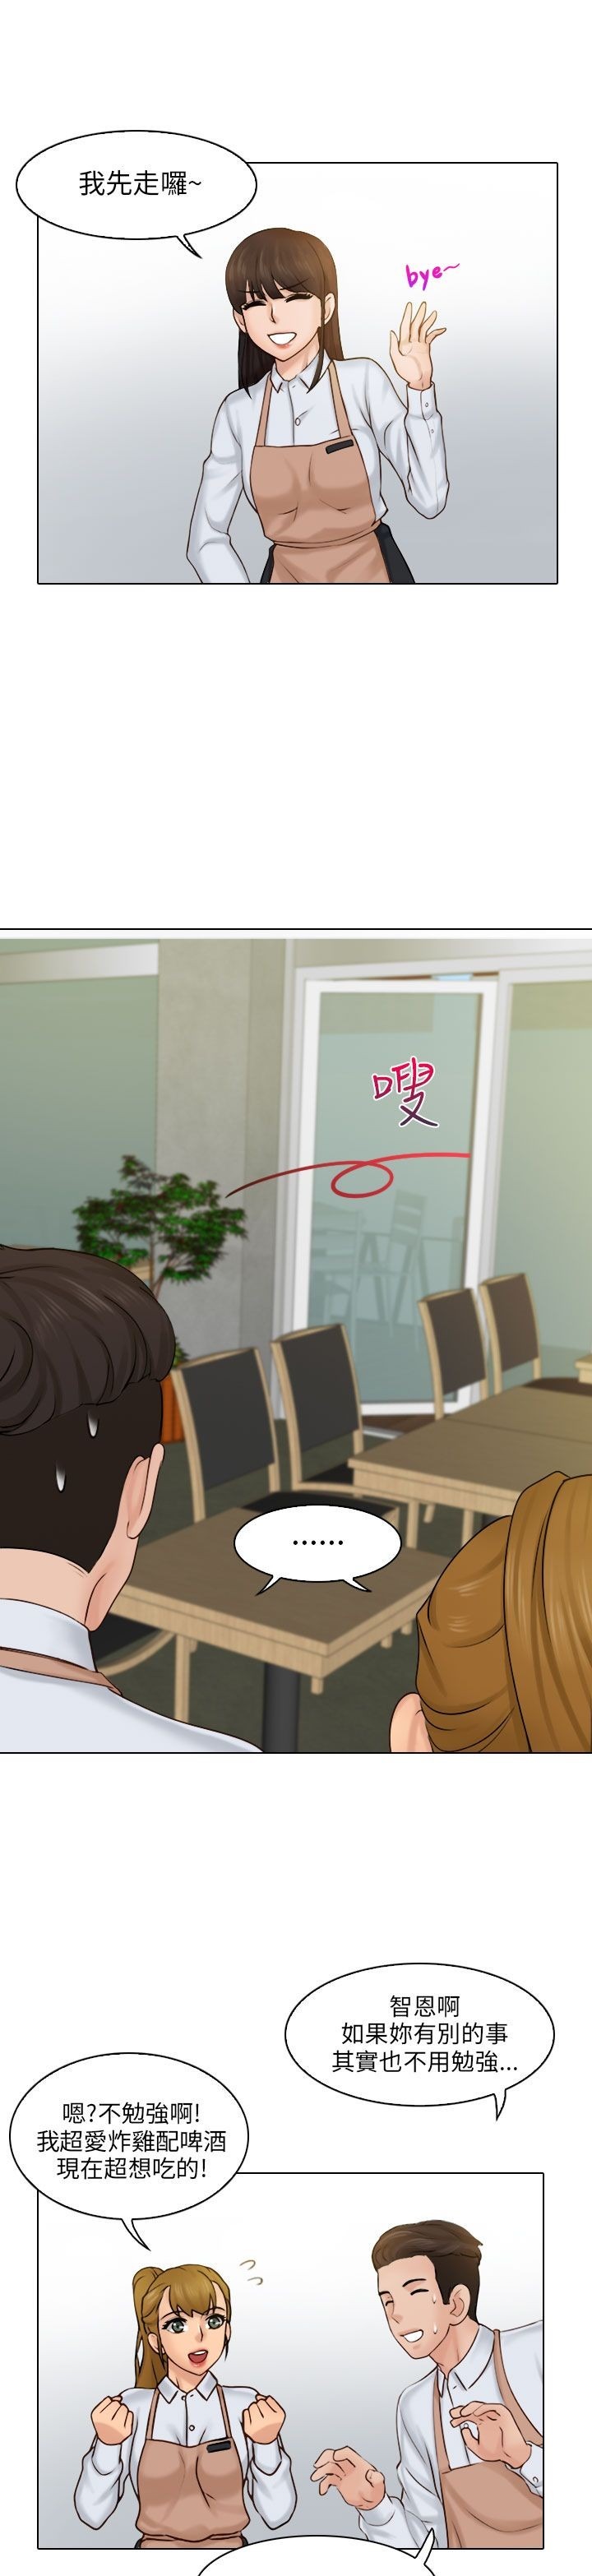 我先走囉~
bye~
嗖
……
智恩啊
如果妳有別的事
其實也不用勉強...
嗯?不勉強啊!
我超愛炸雞配啤酒
現在超想吃的!